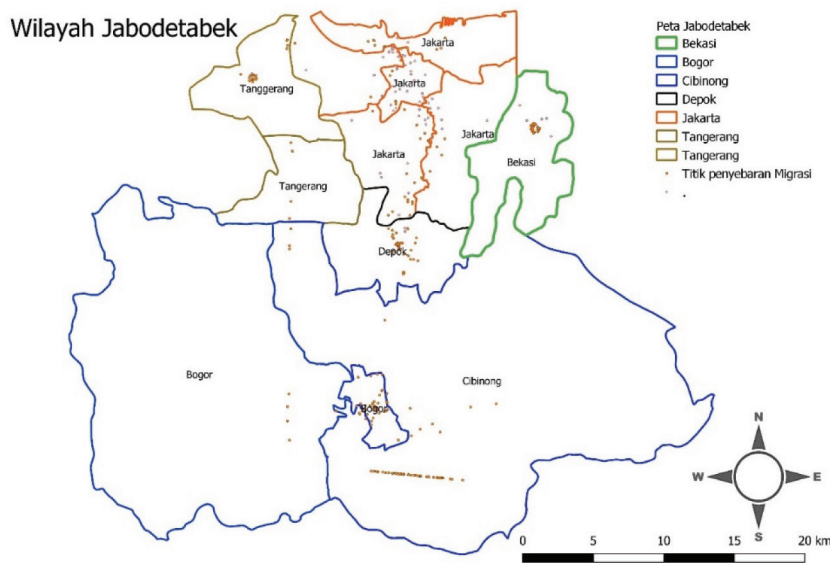 Wilayah Jabodetabek
Peta Jabodetabek
Bekasi
Bogor
Cibinong
Depok
Jakarta
Tangerang
Tangerang
Titik penyebaran Migrasi
Jakarta
Tanggerang
Jakarta
Jakarta
Jakarta
Bekasi
Tangerang
Depok
Bogor
Cibinong
Bogor
N
W
E
S
0 5 10 15 20 km